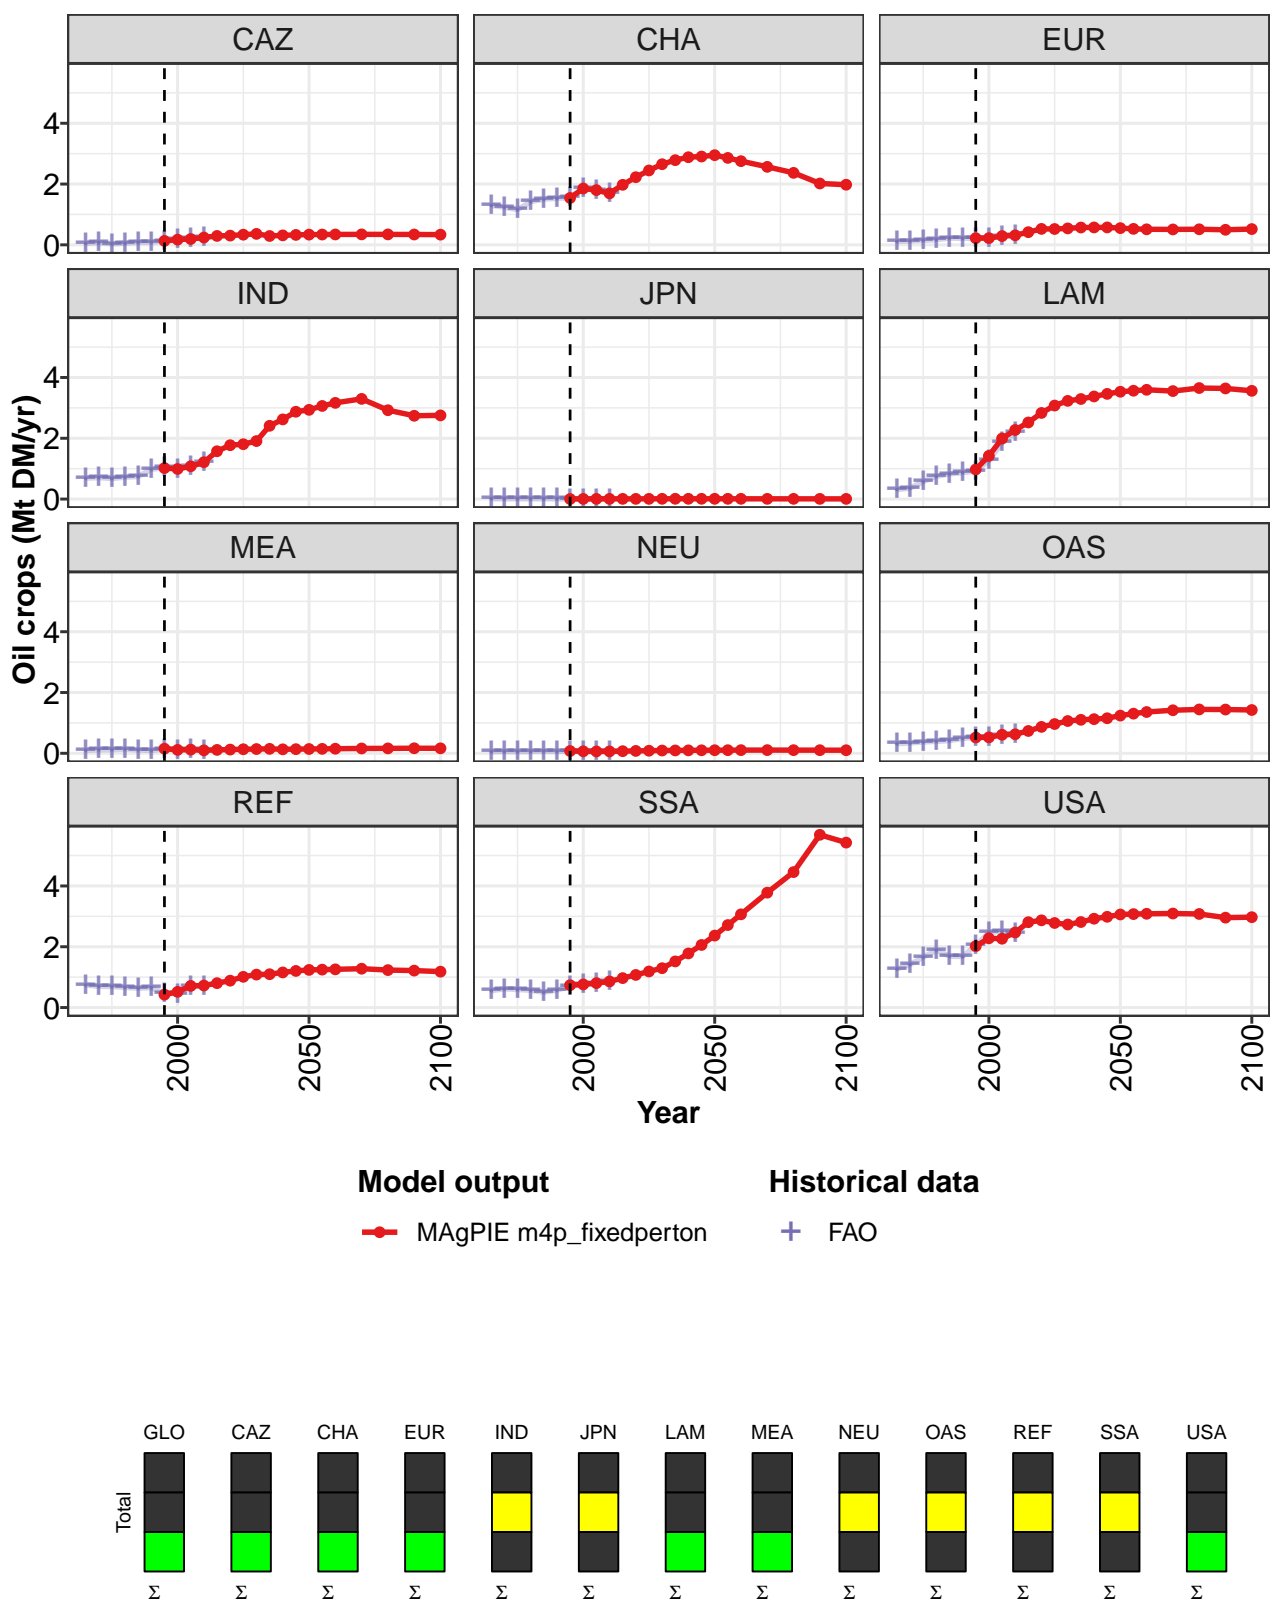 CAZ CHA EUR
4
2
0
IND JPN LAM
4
2
0
Oil crops (Mt DM/yr)
MEA NEU OAS
4
2
0
REF SSA USA
4
2
0
2000 2050 2100 2000 2050 2100 2000 2050 2100
Year
Model output Historical data
MAgPIE m4p_fixedperton FAO
GLO CAZ CHA EUR IND JPN LAM MEA NEU OAS REF SSA USA
Total
Σ Σ Σ Σ Σ Σ Σ Σ Σ Σ Σ Σ Σ